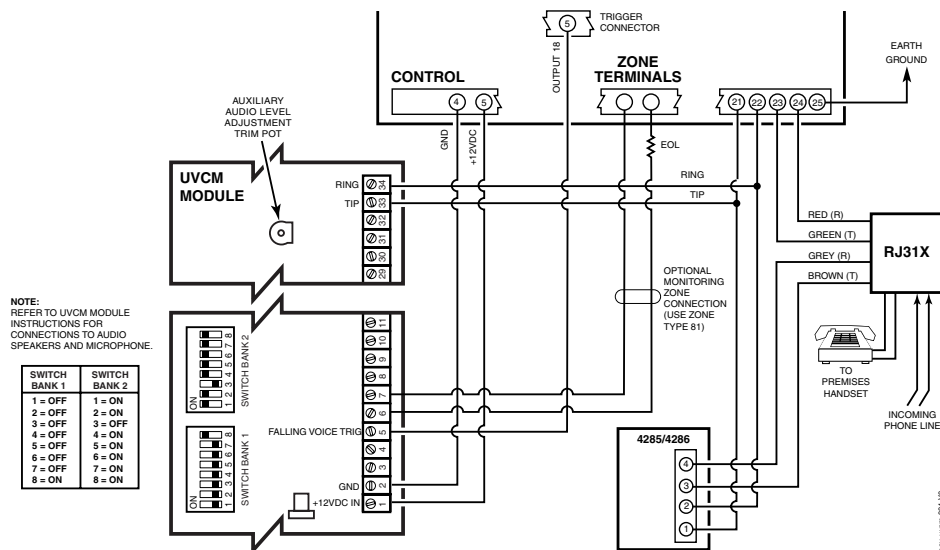 TRIGGER
CONNECTOR
5
OUTPUT 18
CONTROL
ZONE
TERMINALS
EARTH
GROUND
4 5
21 22 23 24 25
GND
+12VDC
EOL
AUXILIARY
AUDIO LEVEL
ADJUSTMENT
TRIM POT
UVCM
MODULE
RING
TIP
34
33
32
31
30
29
RING
TIP
RED (R)
GREEN (T)
GREY (R)
BROWN (T)
RJ31X
OPTIONAL
MONITORING
ZONE
CONNECTION
(USE ZONE
TYPE 81)
NOTE:
REFER TO UVCM MODULE
INSTRUCTIONS FOR
CONNECTIONS TO AUDIO
SPEAKERS AND MICROPHONE.
SWITCH BANK 1 SWITCH BANK 2
1 = OFF 1 = ON
2 = OFF 2 = ON
3 = OFF 3 = OFF
4 = OFF 4 = ON
5 = OFF 5 = ON
6 = OFF 6 = ON
7 = OFF 7 = ON
8 = ON 8 = ON
ON
1 2 3 4 5 6 7 8
SWITCH BANK 2
ON
1 2 3 4 5 6 7 8
SWITCH BANK 1
11
10
9
8
7
6
5
4
3
2
1
FALLING VOICE TRIG
GND
+12VDC IN
TO
PREMISES
HANDSET
INCOMING
PHONE LINE
4285/4286
4
3
2
1